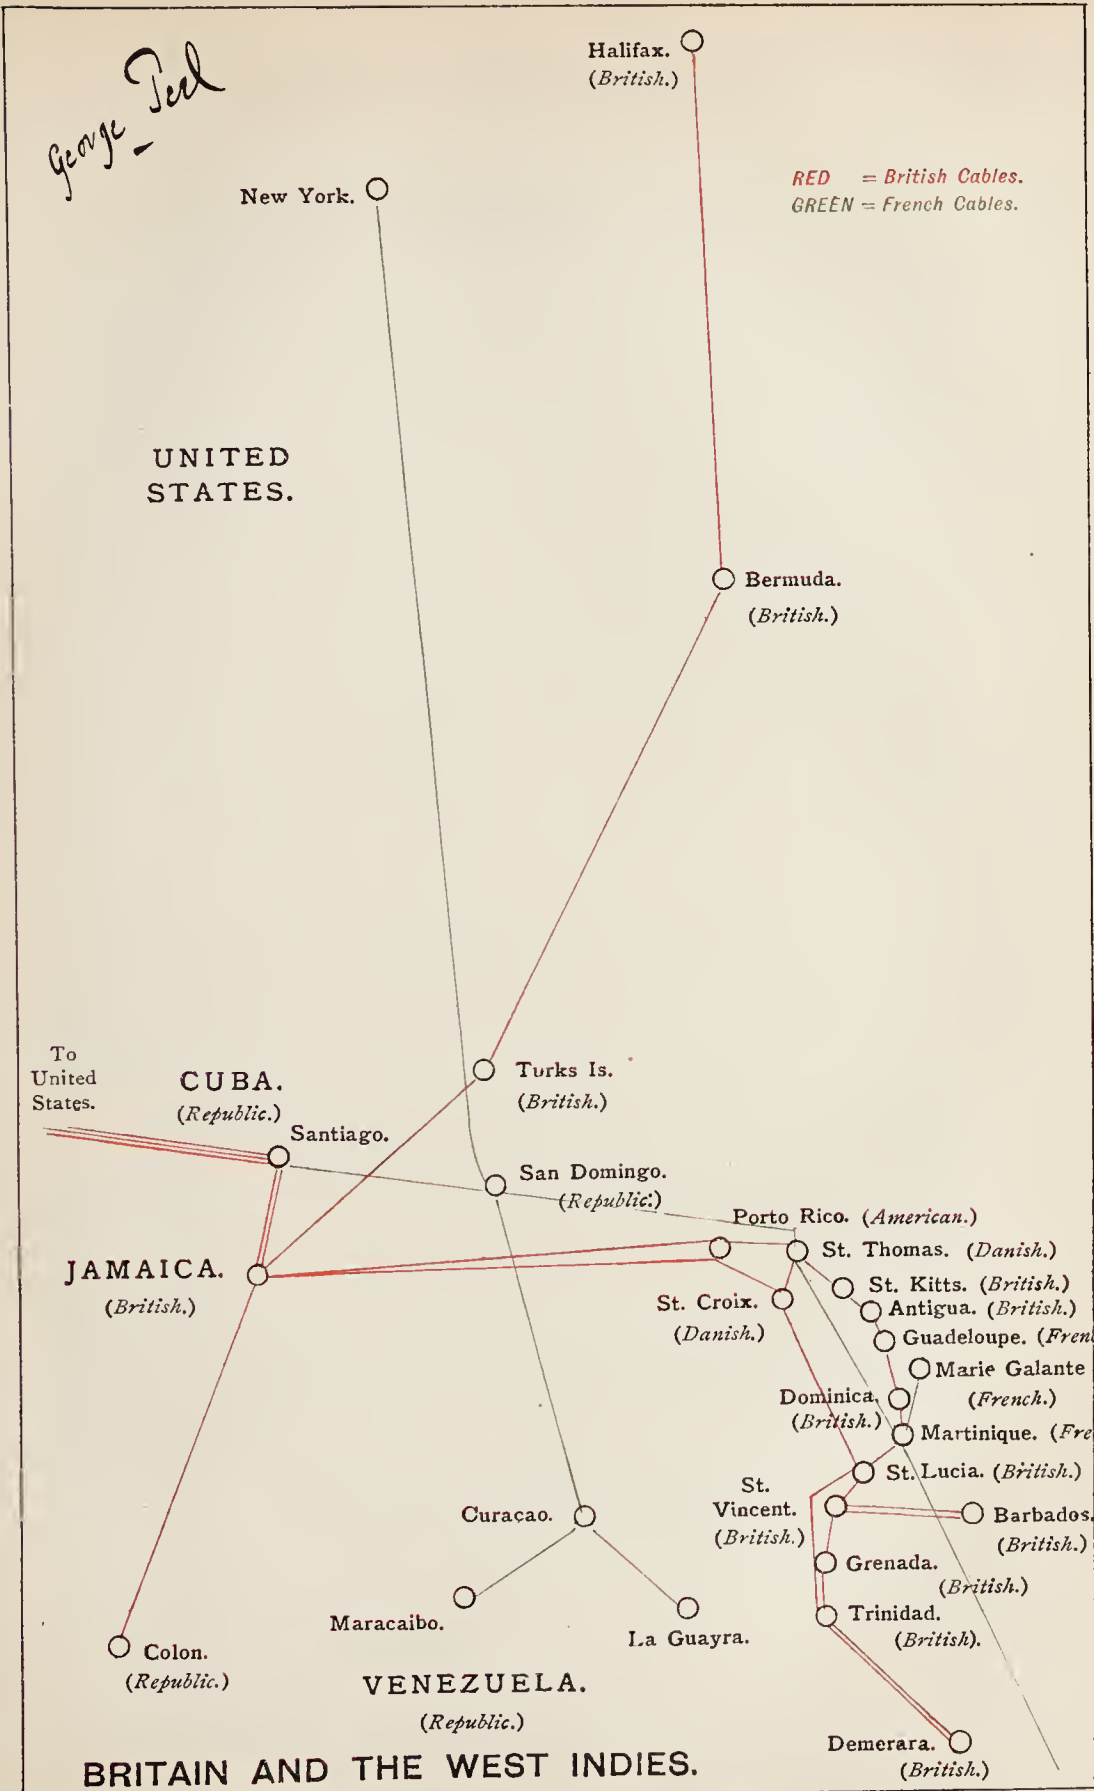 George Peel
Halifax.
(British.)
RED = British Cables.
GREEN = French Cables.
New York.
UNITED
STATES.
Bermuda.
(British.)
To
United
States.
CUBA.
(Republic.)
Santiago.
Turks Is.
(British.)
San Domingo.
(Republic.)
Porto Rico. (American.)
St. Thomas. (Danish.)
JAMAICA.
(British.)
St. Croix.
(Danish.)
St. Kitts. (British.)
Antigua. (British.)
Guadeloupe. (Fren
Marie Galante
(French.)
Dominica.
(British.)
Martinique. (Fre
St. Lucia. (British.)
St.
Vincent.
(British.)
Barbados.
(British.)
Curaçao.
Grenada.
(British.)
Maracaibo.
La Guayra.
Trinidad.
(British).
Colon.
(Republic.)
VENEZUELA.
(Republic.)
Demerara.
(British.)
BRITAIN AND THE WEST INDIES.